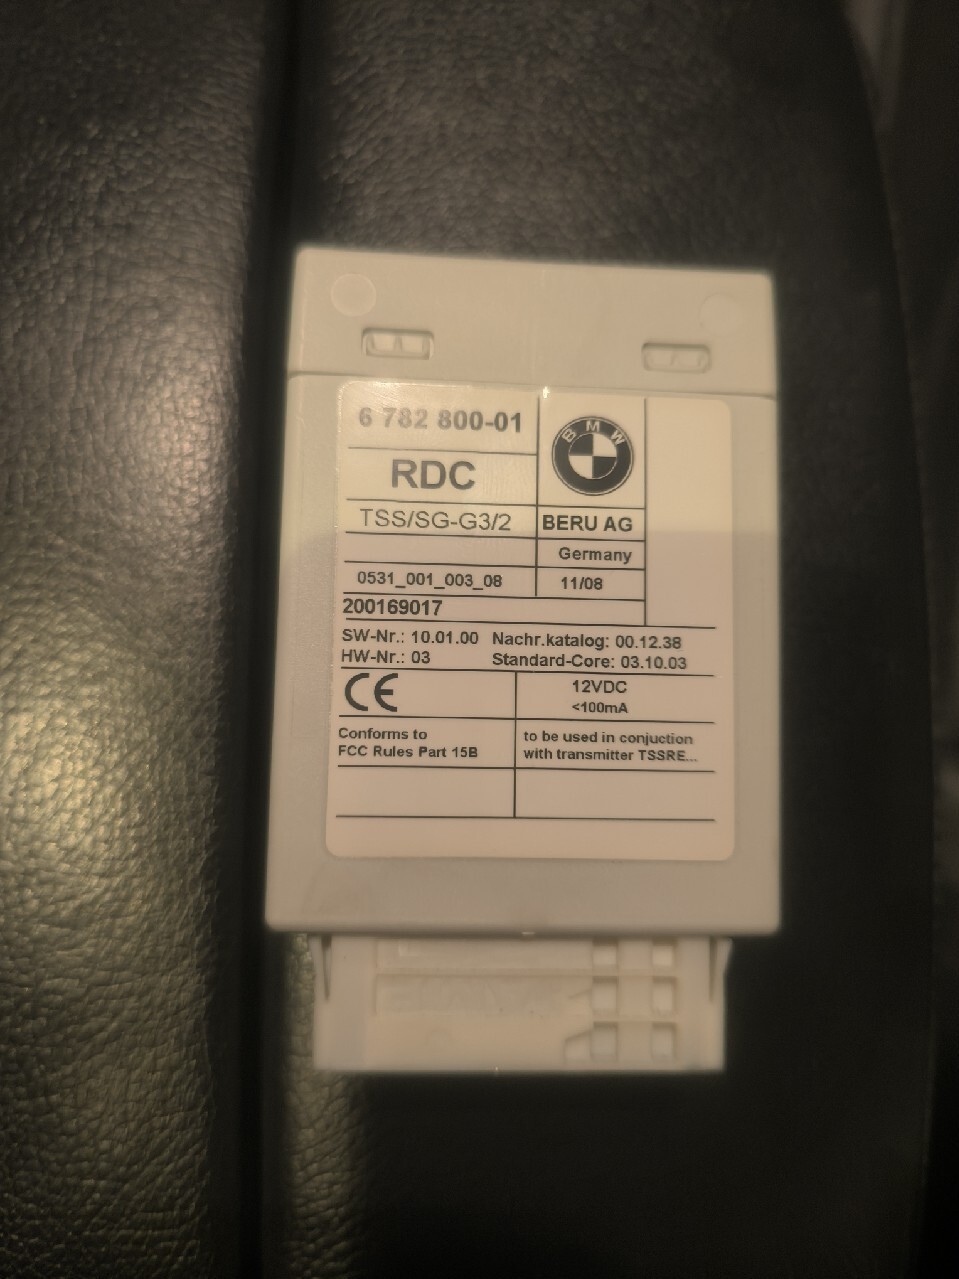 6 782 800-01
BMW
RDC
TSS/SG-G3/2
BERU AG
Germany
0531_001_003_08
11/08
200169017
SW-Nr.: 10.01.00 Nachr.katalog: 00.12.38
HW-Nr.: 03 Standard-Core: 03.10.03
CE
12VDC
<100mA
Conforms to
FCC Rules Part 15B
to be used in conjuction
with transmitter TSSRE...